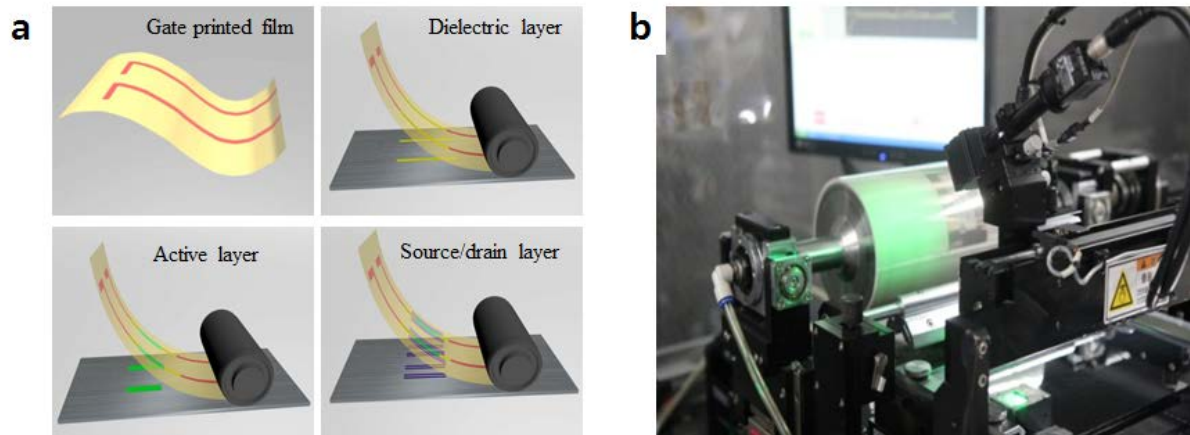 a
Gate printed film
Dielectric layer
Active layer
Source/drain layer
b